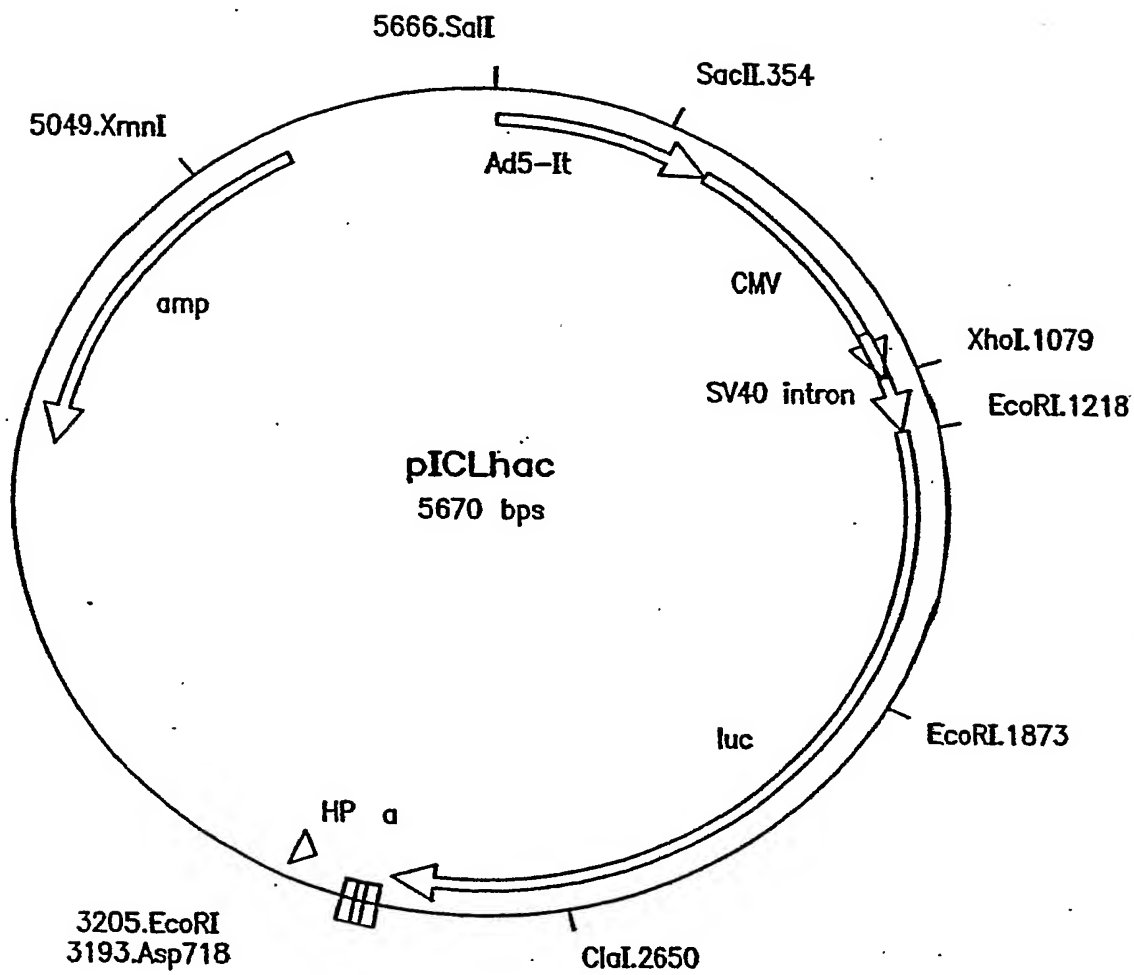 5666.SalI
SacII.354
5049.XmnI
Ad5-It
CMV
amp
XhoI.1079
SV40 intron
EcoRI.1218
pICLhac
5670 bps
luc
EcoRI.1873
HP a
3205.EcoRI
3193.Asp718
ClaI.2650